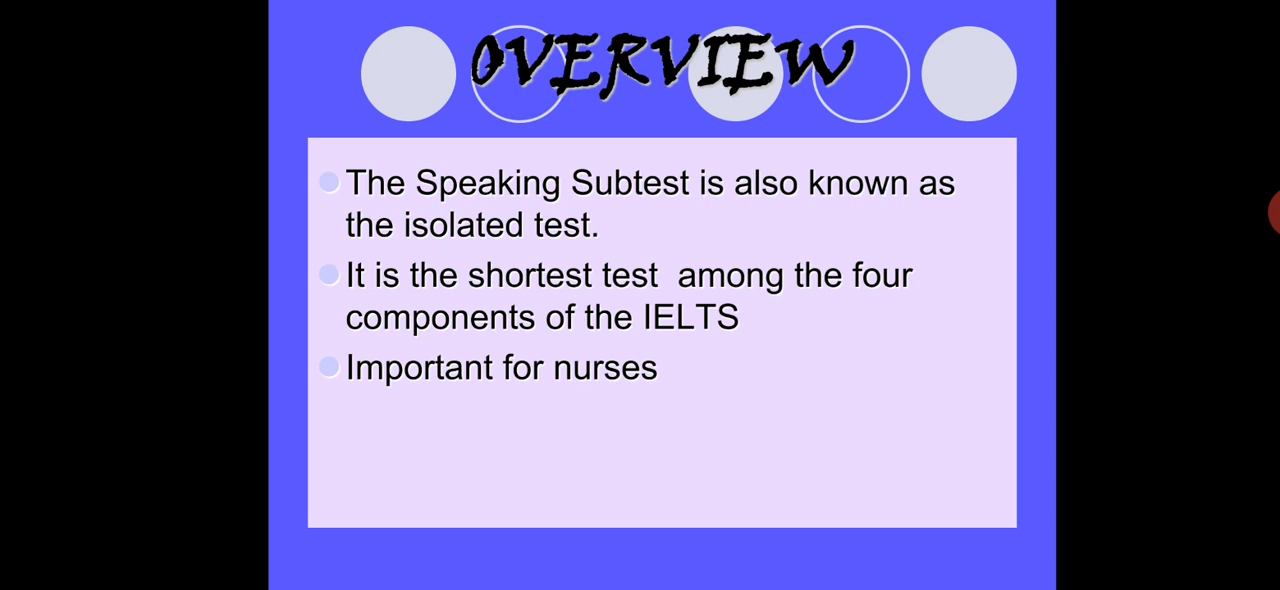 OVERVIEW
The Speaking Subtest is also known as
the isolated test.
It is the shortest test  among the four
components of the IELTS
Important for nurses